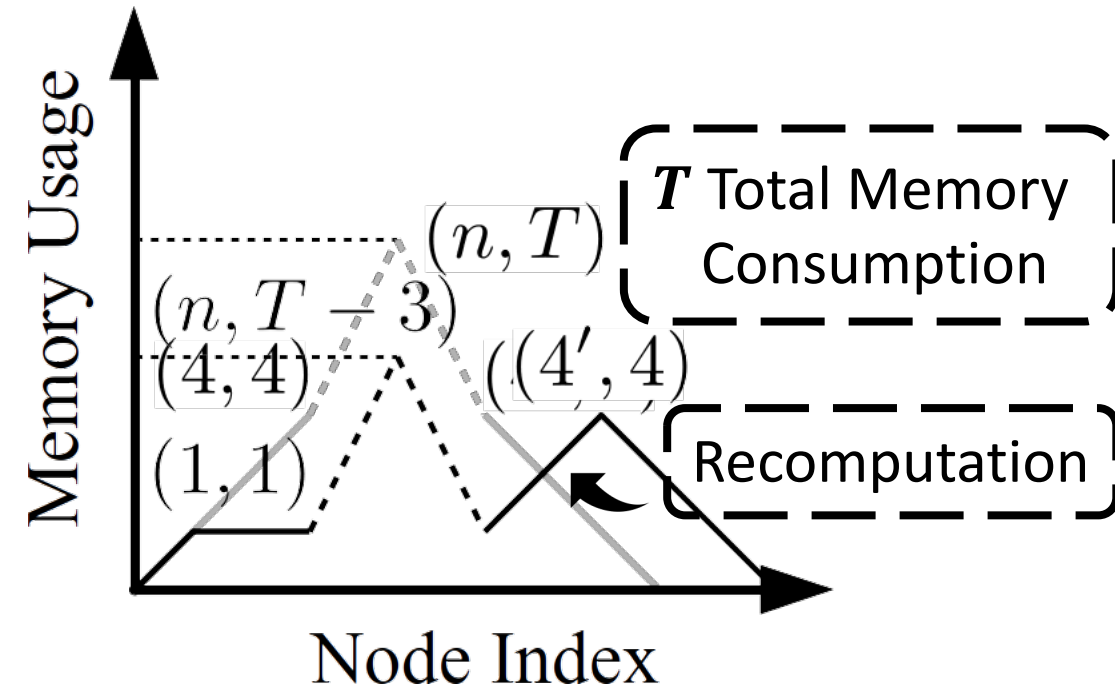 Memory Usage
(n, T)
T Total Memory
Consumption
(n, T − 3)
(4, 4)
(4′, 4)
(1, 1)
Recomputation
Node Index